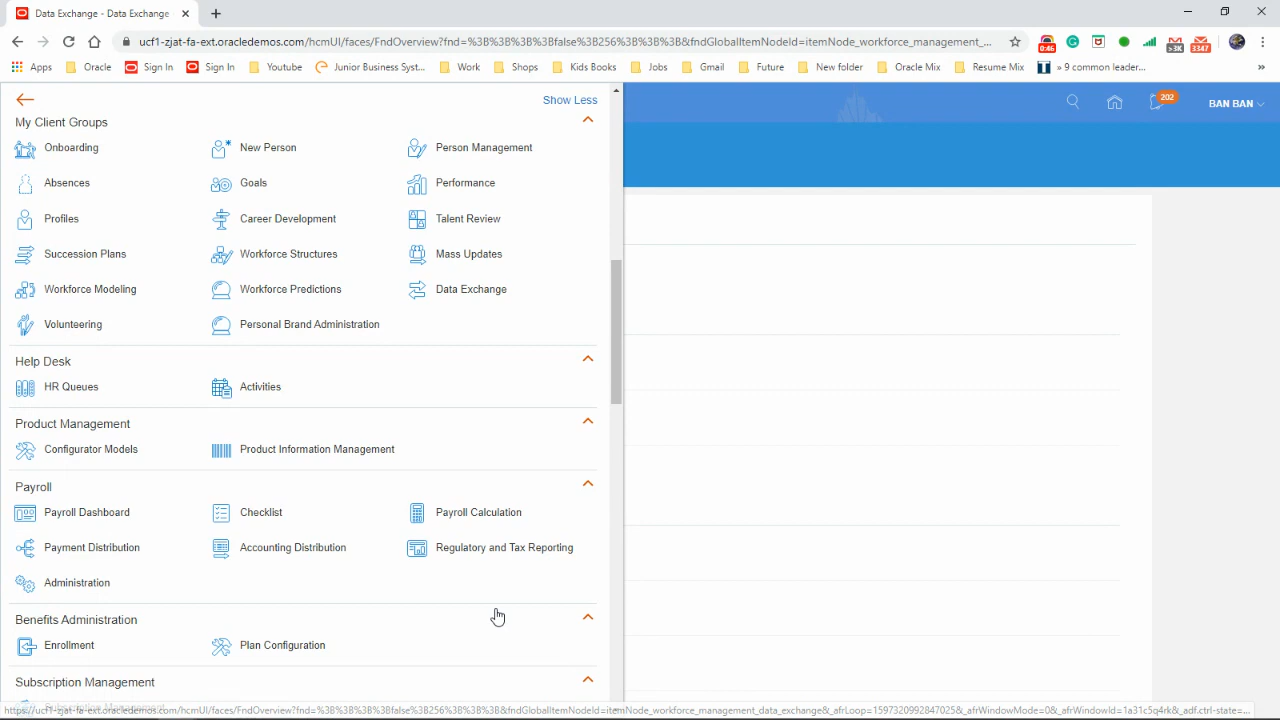 Data Exchange - Data Exchange
ucf1-zjat-fa-ext.oracledemos.com/hcmUI/faces/FndOverview?fnd=%3B%3B%3B%3Bfalse%3B256%3B%3B%3B&fndGlobalItemNodeId=itemNode_workforce_management_...
Apps Oracle Sign In Sign In Youtube Jumbo Business Syst... Work Shops Kids Books Jobs Gmail Future New folder Oracle Mix Resume Mix » 9 common leader... »
0:46 >3K 3347
Show Less
202 BAN BAN
My Client Groups
Onboarding New Person Person Management
Absences Goals Performance
Profiles Career Development Talent Review
Succession Plans Workforce Structures Mass Updates
Workforce Modeling Workforce Predictions Data Exchange
Volunteering Personal Brand Administration
Help Desk
HR Queues Activities
Product Management
Configurator Models Product Information Management
Payroll
Payroll Dashboard Checklist Payroll Calculation
Payment Distribution Accounting Distribution Regulatory and Tax Reporting
Administration
Benefits Administration
Enrollment Plan Configuration
Subscription Management
https://ucf1-zjat-fa-ext.oracledemos.com/hcmUI/faces/FndOverview?fnd=%3B%3B%3B%3Bfalse%3B256%3B%3B%3B&fndGlobalItemNodeId=itemNode_workforce_management_data_exchange&_afrLoop=1597320992847025&_afrWindowMode=0&_afrWindowId=1a31c5q4rk&_adf.ctrl-state=...